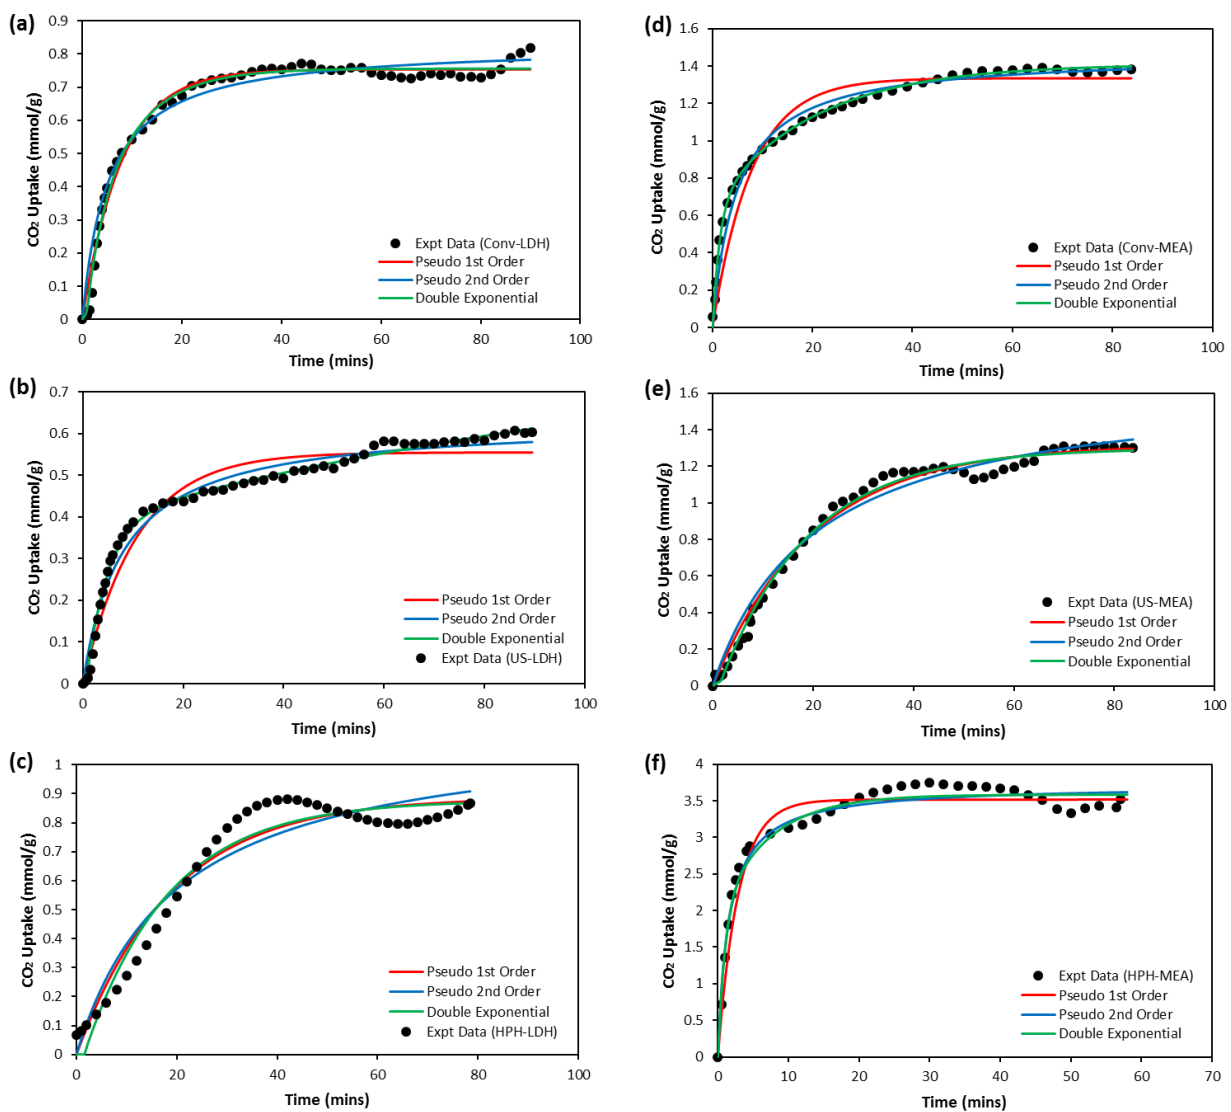 (a)
0.9
0.8
0.7
0.6
0.5
0.4
0.3
0.2
0.1
0
CO₂ Uptake (mmol/g)
Expt Data (Conv-LDH)
Pseudo 1st Order
Pseudo 2nd Order
Double Exponential
0 20 40 60 80 100
Time (mins)
(b)
0.7
0.6
0.5
0.4
0.3
0.2
0.1
0
CO₂ Uptake (mmol/g)
Pseudo 1st Order
Pseudo 2nd Order
Double Exponential
Expt Data (US-LDH)
0 20 40 60 80 100
Time (mins)
(c)
1
0.9
0.8
0.7
0.6
0.5
0.4
0.3
0.2
0.1
0
CO₂ Uptake (mmol/g)
Pseudo 1st Order
Pseudo 2nd Order
Double Exponential
Expt Data (HPH-LDH)
0 20 40 60 80 100
Time (mins)
(d)
1.6
1.4
1.2
1
0.8
0.6
0.4
0.2
0
CO₂ Uptake (mmol/g)
Expt Data (Conv-MEA)
Pseudo 1st Order
Pseudo 2nd Order
Double Exponential
0 20 40 60 80 100
Time (mins)
(e)
1.6
1.4
1.2
1
0.8
0.6
0.4
0.2
0
CO₂ Uptake (mmol/g)
Expt Data (US-MEA)
Pseudo 1st Order
Pseudo 2nd Order
Double Exponential
0 20 40 60 80 100
Time (mins)
(f)
4
3.5
3
2.5
2
1.5
1
0.5
0
CO₂ Uptake (mmol/g)
Expt Data (HPH-MEA)
Pseudo 1st Order
Pseudo 2nd Order
Double Exponential
0 10 20 30 40 50 60 70
Time (mins)